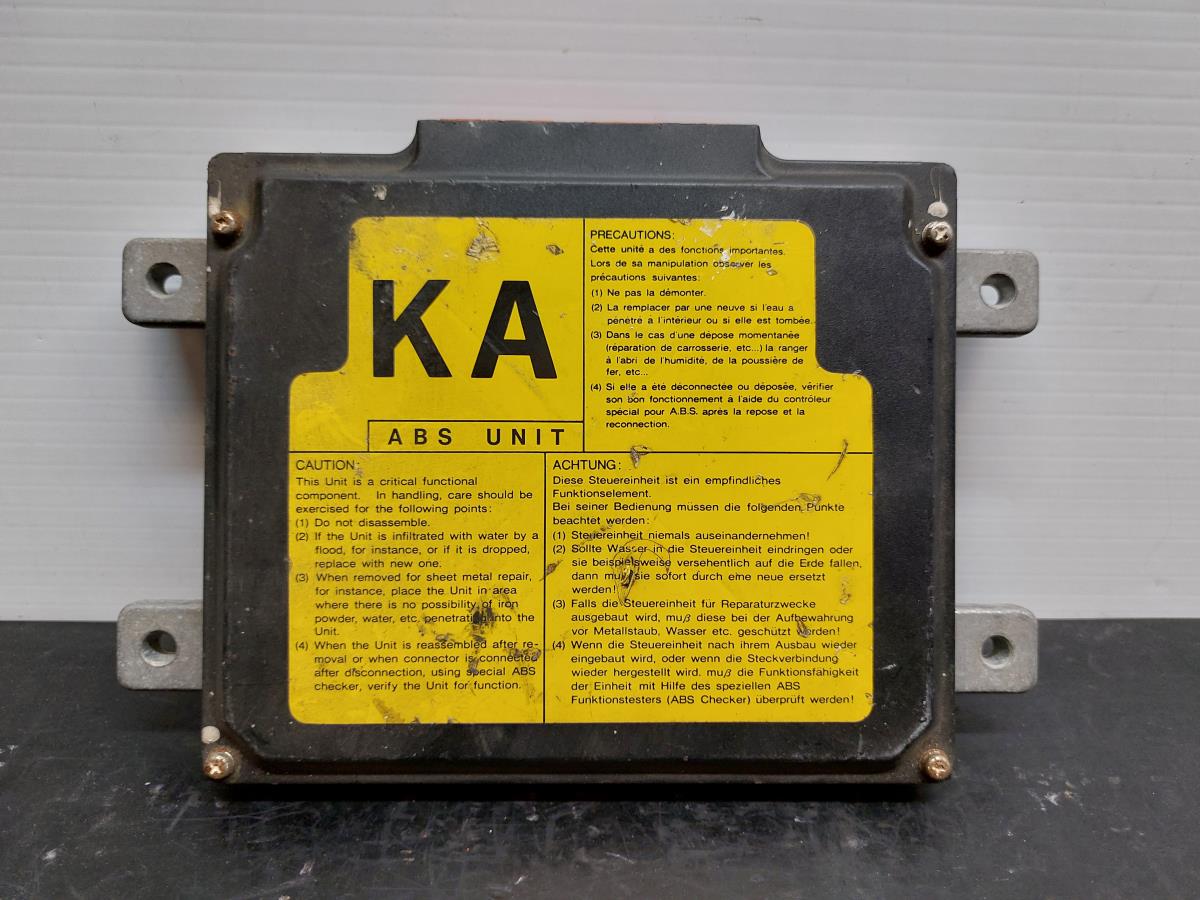 KA
ABS UNIT
PRECAUTIONS:
Cette unité a des fonctions importantes.
Lors de sa manipulation observer les
précautions suivantes:
(1) Ne pas la démonter.
(2) La remplacer par une neuve si l'eau a
pénétré à l'intérieur ou si elle est tombée.
(3) Dans le cas d'une dépose momentanée
(réparation de carrosserie, etc...) la ranger
à l'abri de l'humidité, de la poussière de
fer, etc...
(4) Si elle a été déconnectée ou déposée, vérifier
son bon fonctionnement à l'aide du contrôleur
spécial pour A.B.S. après la repose et la
reconnection.
CAUTION:
This Unit is a critical functional
component. In handling, care should be
exercised for the following points:
(1) Do not disassemble.
(2) If the Unit is infiltrated with water by a
flood, for instance, or if it is dropped,
replace with new one.
(3) When removed for sheet metal repair,
for instance, place the Unit in area
where there is no possibility of iron
powder, water, etc. penetrating into the
Unit.
(4) When the Unit is reassembled after re-
moval or when connector is connected
after disconnection, using special ABS
checker, verify the Unit for function.
ACHTUNG:
Diese Steuereinheit ist ein empfindliches
Funktionselement.
Bei seiner Bedienung müssen die folgenden Punkte
beachtet werden:
(1) Steuereinheit niemals auseinandernehmen!
(2) Sollte Wasser in die Steuereinheit eindringen oder
sie beispielsweise versehentlich auf die Erde fallen,
dann muß sie sofort durch eine neue ersetzt
werden!
(3) Falls die Steuereinheit für Reparaturzwecke
ausgebaut wird, muß diese bei der Aufbewahrung
vor Metallstaub, Wasser etc. geschützt werden!
(4) Wenn die Steuereinheit nach ihrem Ausbau wieder
eingebaut wird, oder wenn die Steckverbindung
wieder hergestellt wird, muß die Funktionsfähigkeit
der Einheit mit Hilfe des speziellen ABS
Funktionstesters (ABS Checker) überprüft werden!